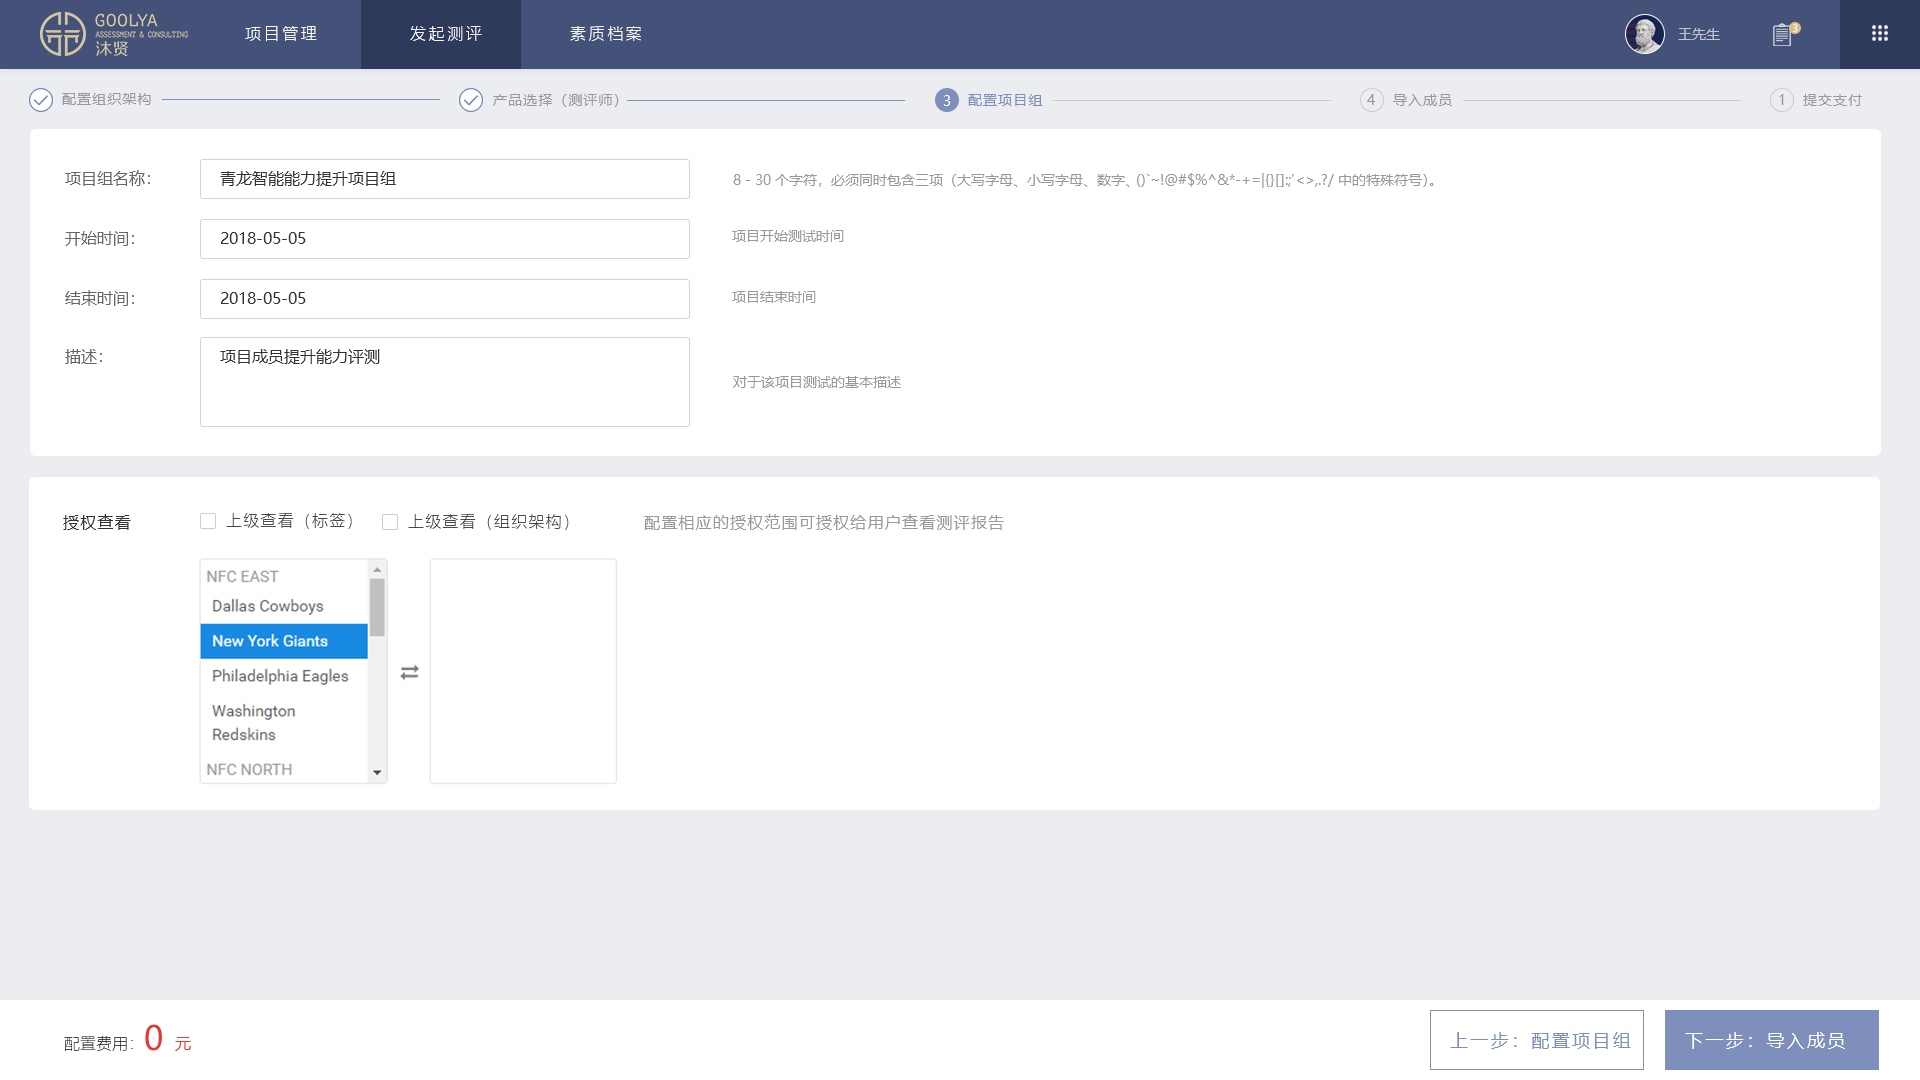 GOOLYA
ASSESSMENT & CONSULTING
沐贤
项目管理
发起测评
素质档案
王先生
3
配置组织架构
产品选择（测评师）
3 配置项目组
4 导入成员
1 提交支付
项目组名称：
青龙智能能力提升项目组
8 - 30 个字符，必须同时包含三项（大写字母、小写字母、数字、()`~!@#$%^&*-+=|{}[]:;'<>,.?/ 中的特殊符号）。
开始时间：
2018-05-05
项目开始测试时间
结束时间：
2018-05-05
项目结束时间
描述：
项目成员提升能力评测
对于该项目测试的基本描述
授权查看
上级查看（标签）
上级查看（组织架构）
配置相应的授权范围可授权给用户查看测评报告
NFC EAST
Dallas Cowboys
New York Giants
Philadelphia Eagles
Washington
Redskins
NFC NORTH
配置费用：0 元
上一步：配置项目组
下一步：导入成员